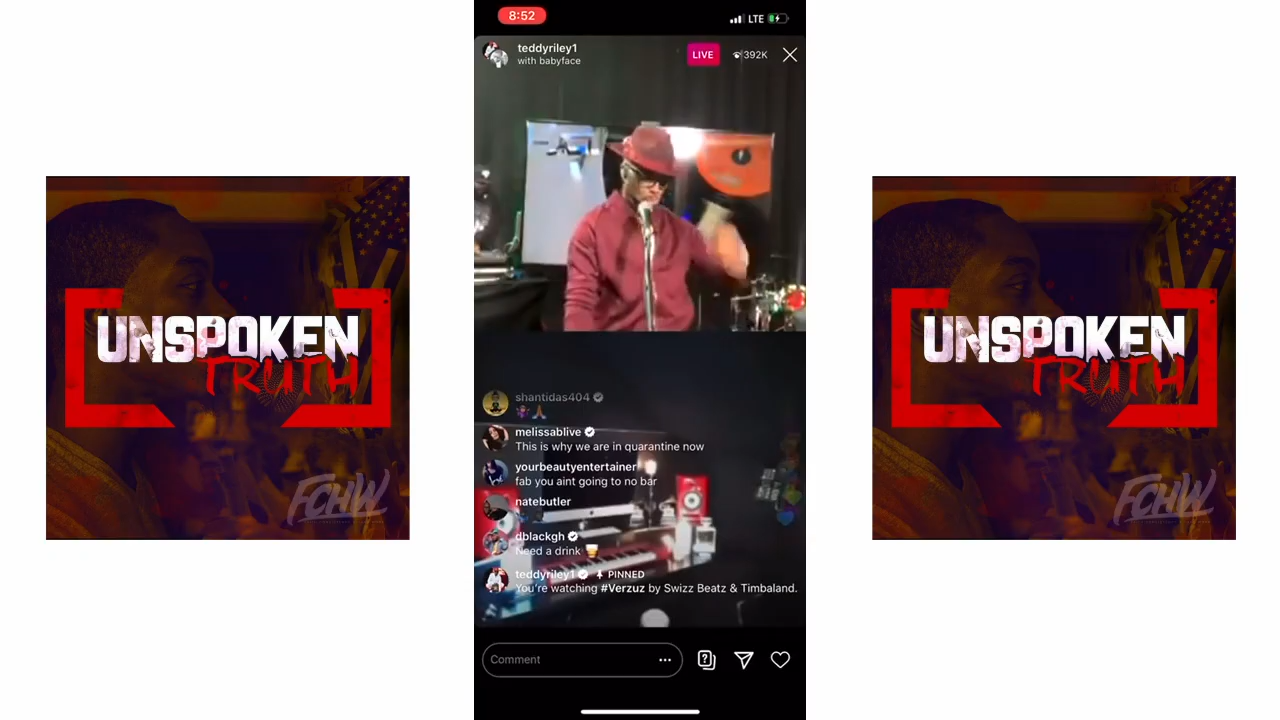 8:52
LTE
teddyriley1
with babyface
LIVE
392K
UNSPOKEN
TRUTH
FCHW
shantidas404
melissablive
This is why we are in quarantine now
yourbeautyentertainer
fab you aint going to no bar
natebutler
dblackgh
Need a drink
teddyriley1 PINNED
You're watching #Verzuz by Swizz Beatz & Timbaland.
Comment
UNSPOKEN
TRUTH
FCHW